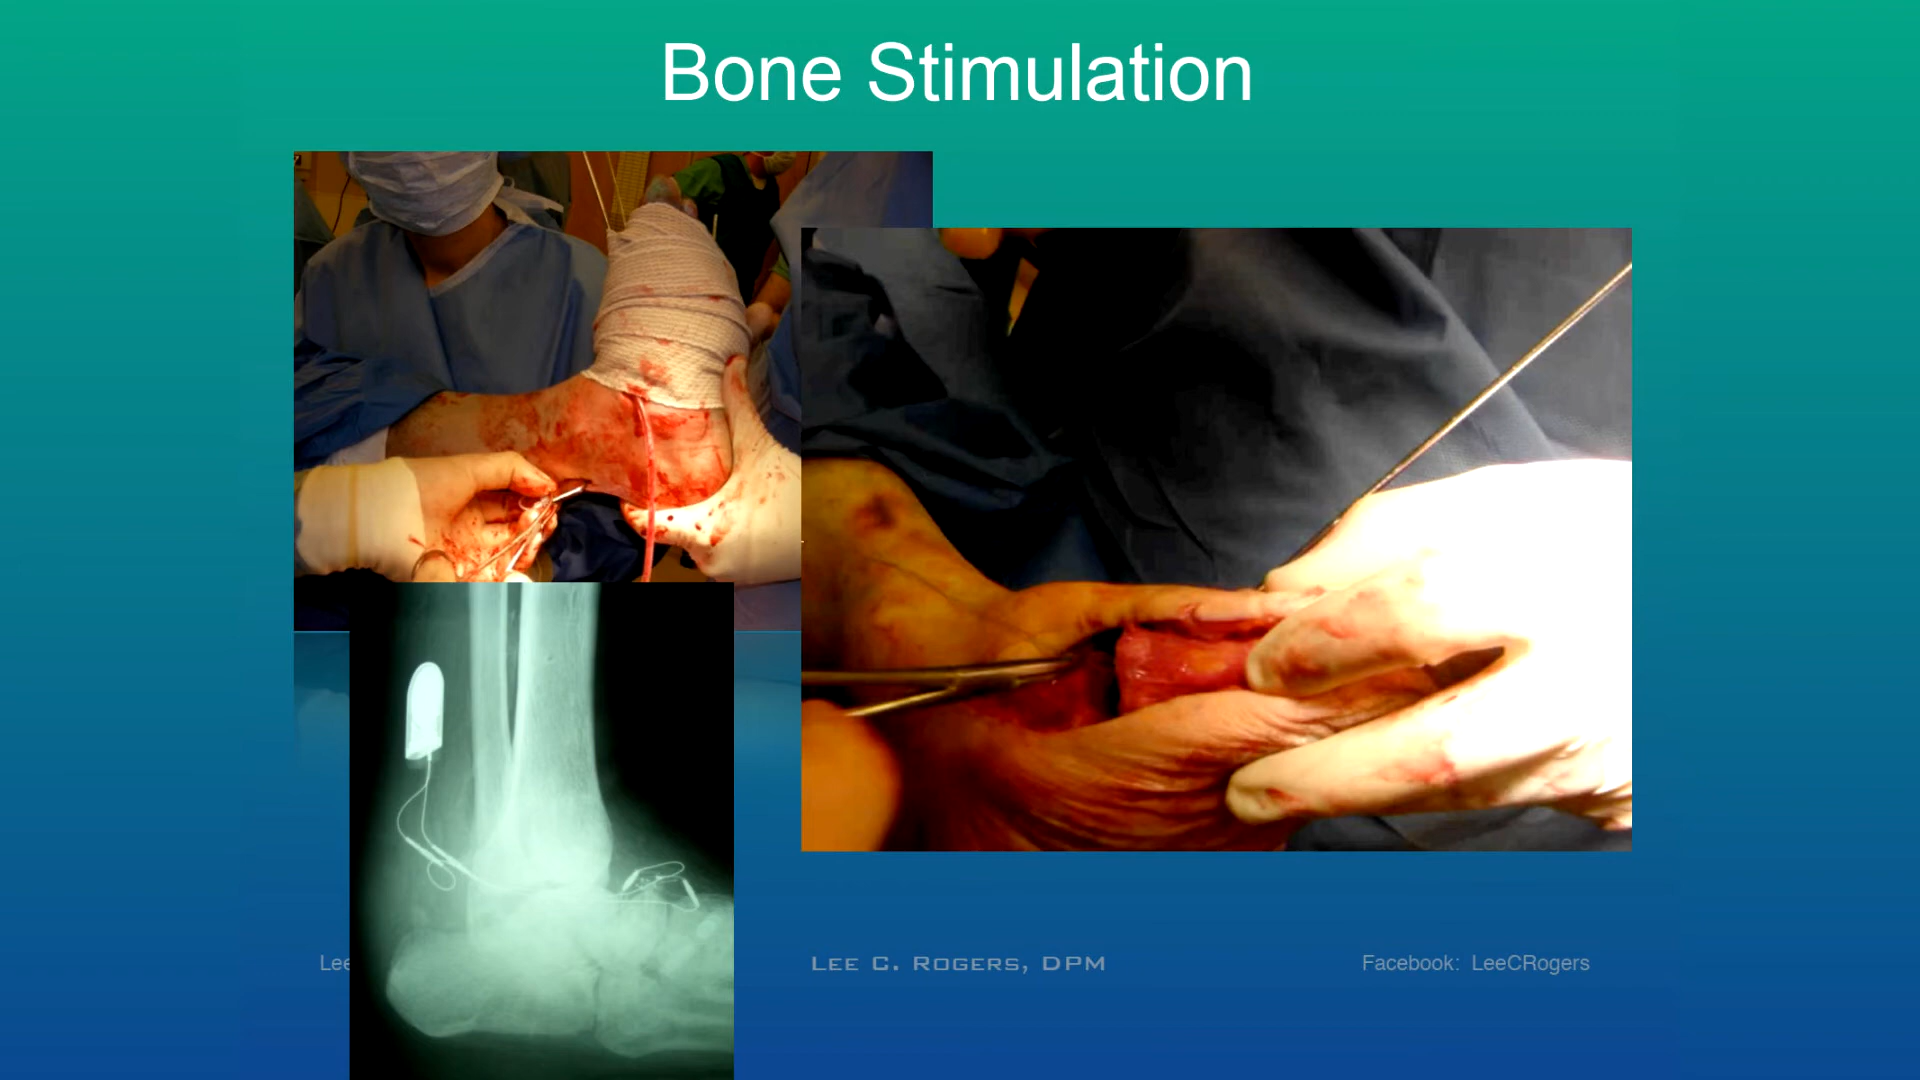 Bone Stimulation
Lee
LEE C. ROGERS, DPM
Facebook: LeeCRogers